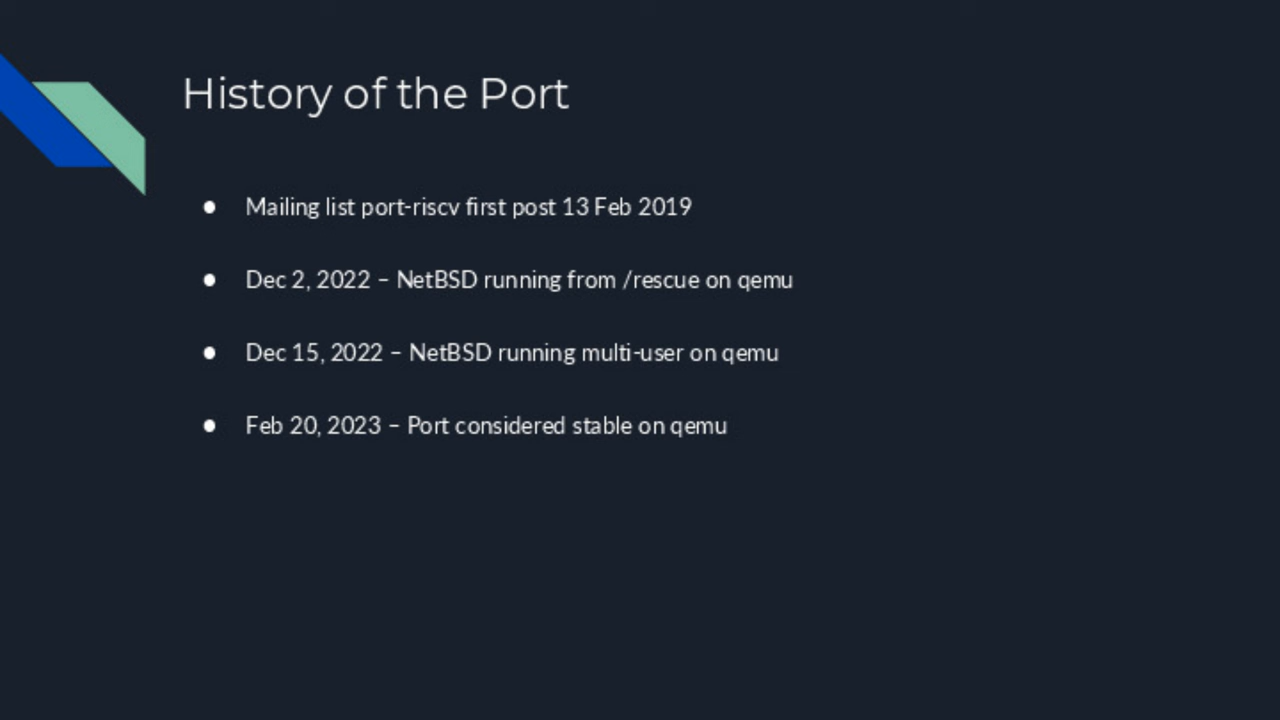 History of the Port
● Mailing list port-riscv first post 13 Feb 2019
● Dec 2, 2022 – NetBSD running from /rescue on qemu
● Dec 15, 2022 – NetBSD running multi-user on qemu
● Feb 20, 2023 – Port considered stable on qemu